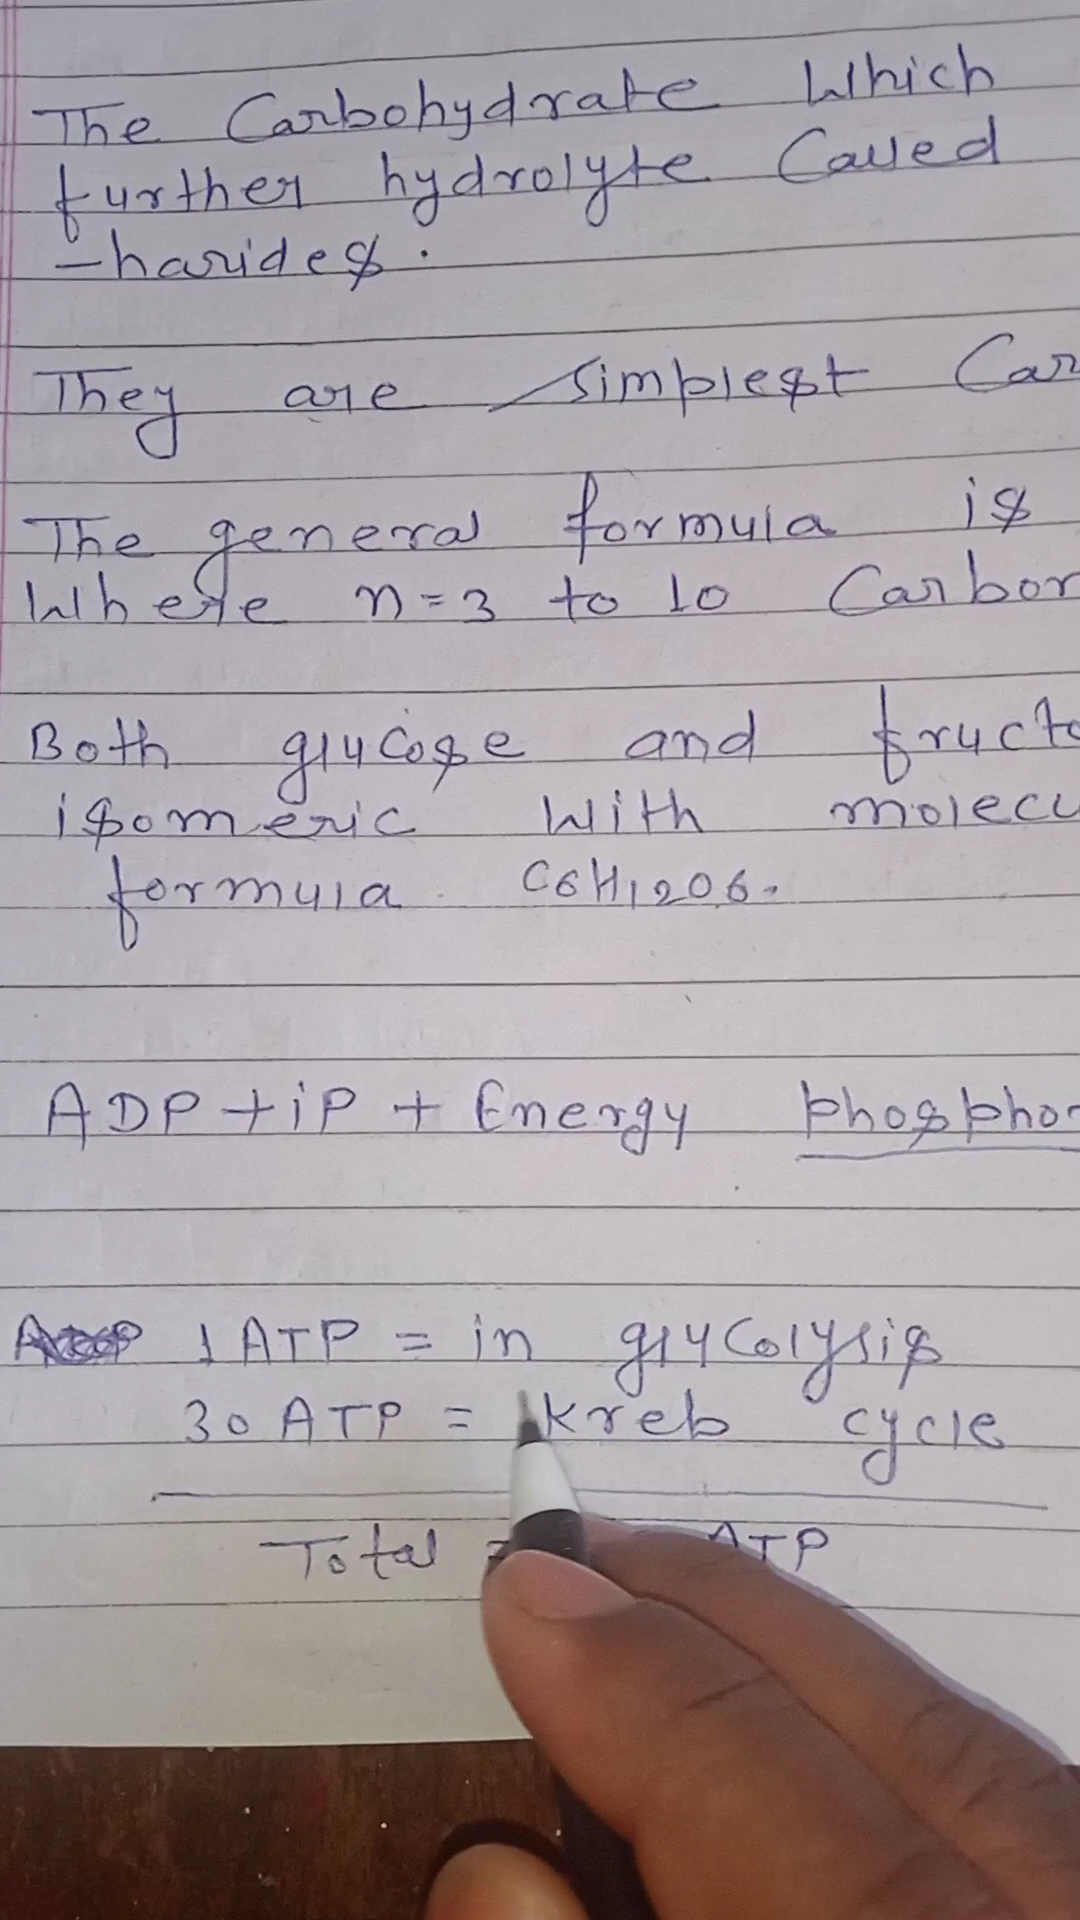 The Carbohydrate Which
further hydrolyte Called
-harides.
They are simplest Car
The general formula is
Where n=3 to 10 Carbon
Both glucose and fructo
isomeric With molecu
formula C6H12O6.
ADP + iP + Energy phosphor
1 ATP = in glycolysis
30 ATP = kreb cycle
Total = ATP